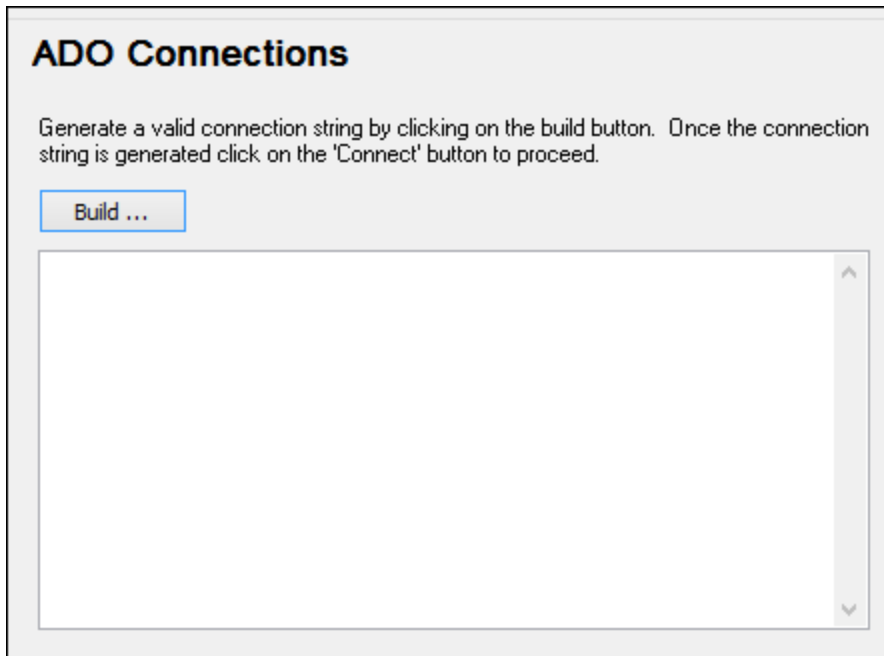 ADO Connections
Generate a valid connection string by clicking on the build button.  Once the connection
string is generated click on the 'Connect' button to proceed.
Build ...